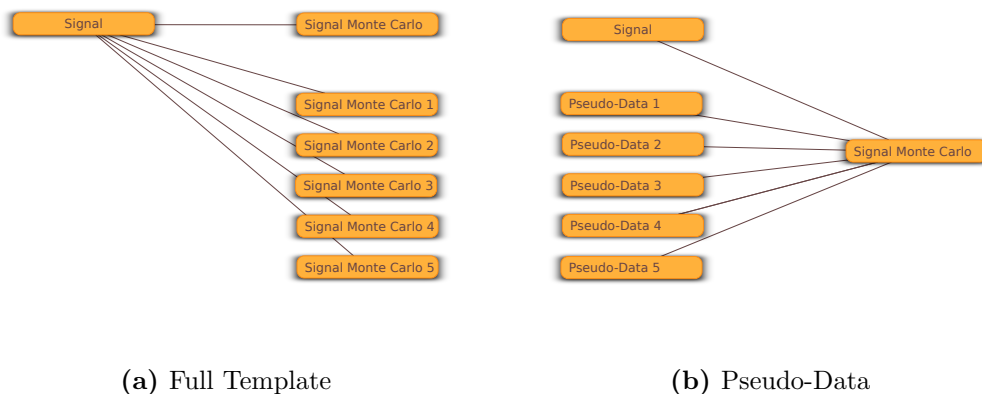 Signal
Signal Monte Carlo
Signal Monte Carlo 1
Signal Monte Carlo 2
Signal Monte Carlo 3
Signal Monte Carlo 4
Signal Monte Carlo 5
(a) Full Template
Signal
Pseudo-Data 1
Pseudo-Data 2
Pseudo-Data 3
Pseudo-Data 4
Pseudo-Data 5
Signal Monte Carlo
(b) Pseudo-Data